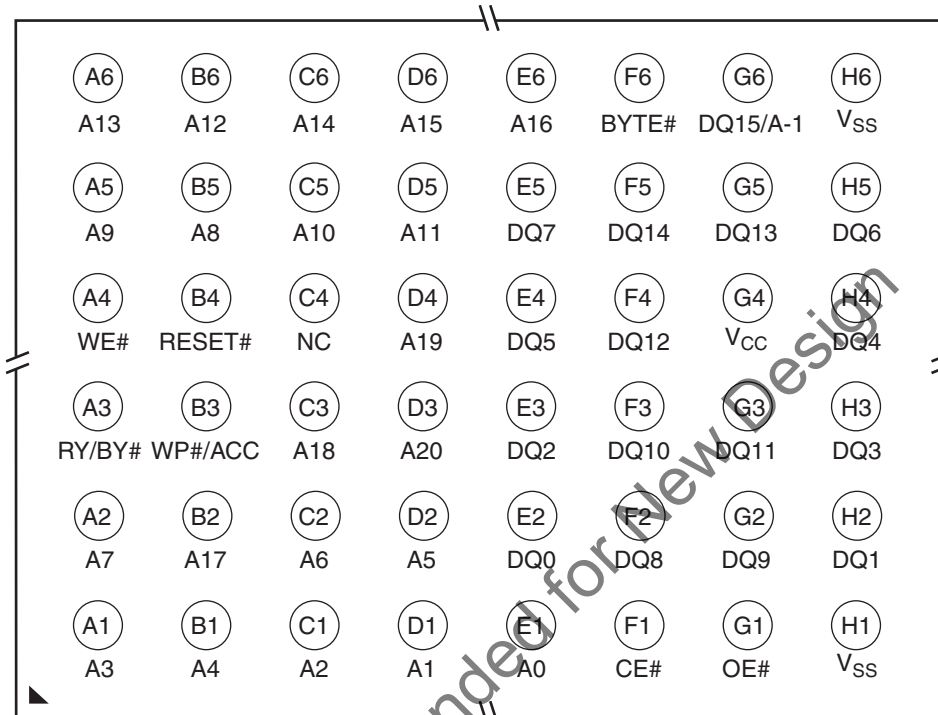 A6 B6 C6 D6 E6 F6 G6 H6
A13 A12 A14 A15 A16 BYTE# DQ15/A-1 VSS
A5 B5 C5 D5 E5 F5 G5 H5
A9 A8 A10 A11 DQ7 DQ14 DQ13 DQ6
A4 B4 C4 D4 E4 F4 G4 H4
WE# RESET# NC A19 DQ5 DQ12 VCC DQ4
A3 B3 C3 D3 E3 F3 G3 H3
RY/BY# WP#/ACC A18 A20 DQ2 DQ10 DQ11 DQ3
A2 B2 C2 D2 E2 F2 G2 H2
A7 A17 A6 A5 DQ0 DQ8 DQ9 DQ1
A1 B1 C1 D1 E1 F1 G1 H1
A3 A4 A2 A1 A0 CE# OE# VSS
for New Design